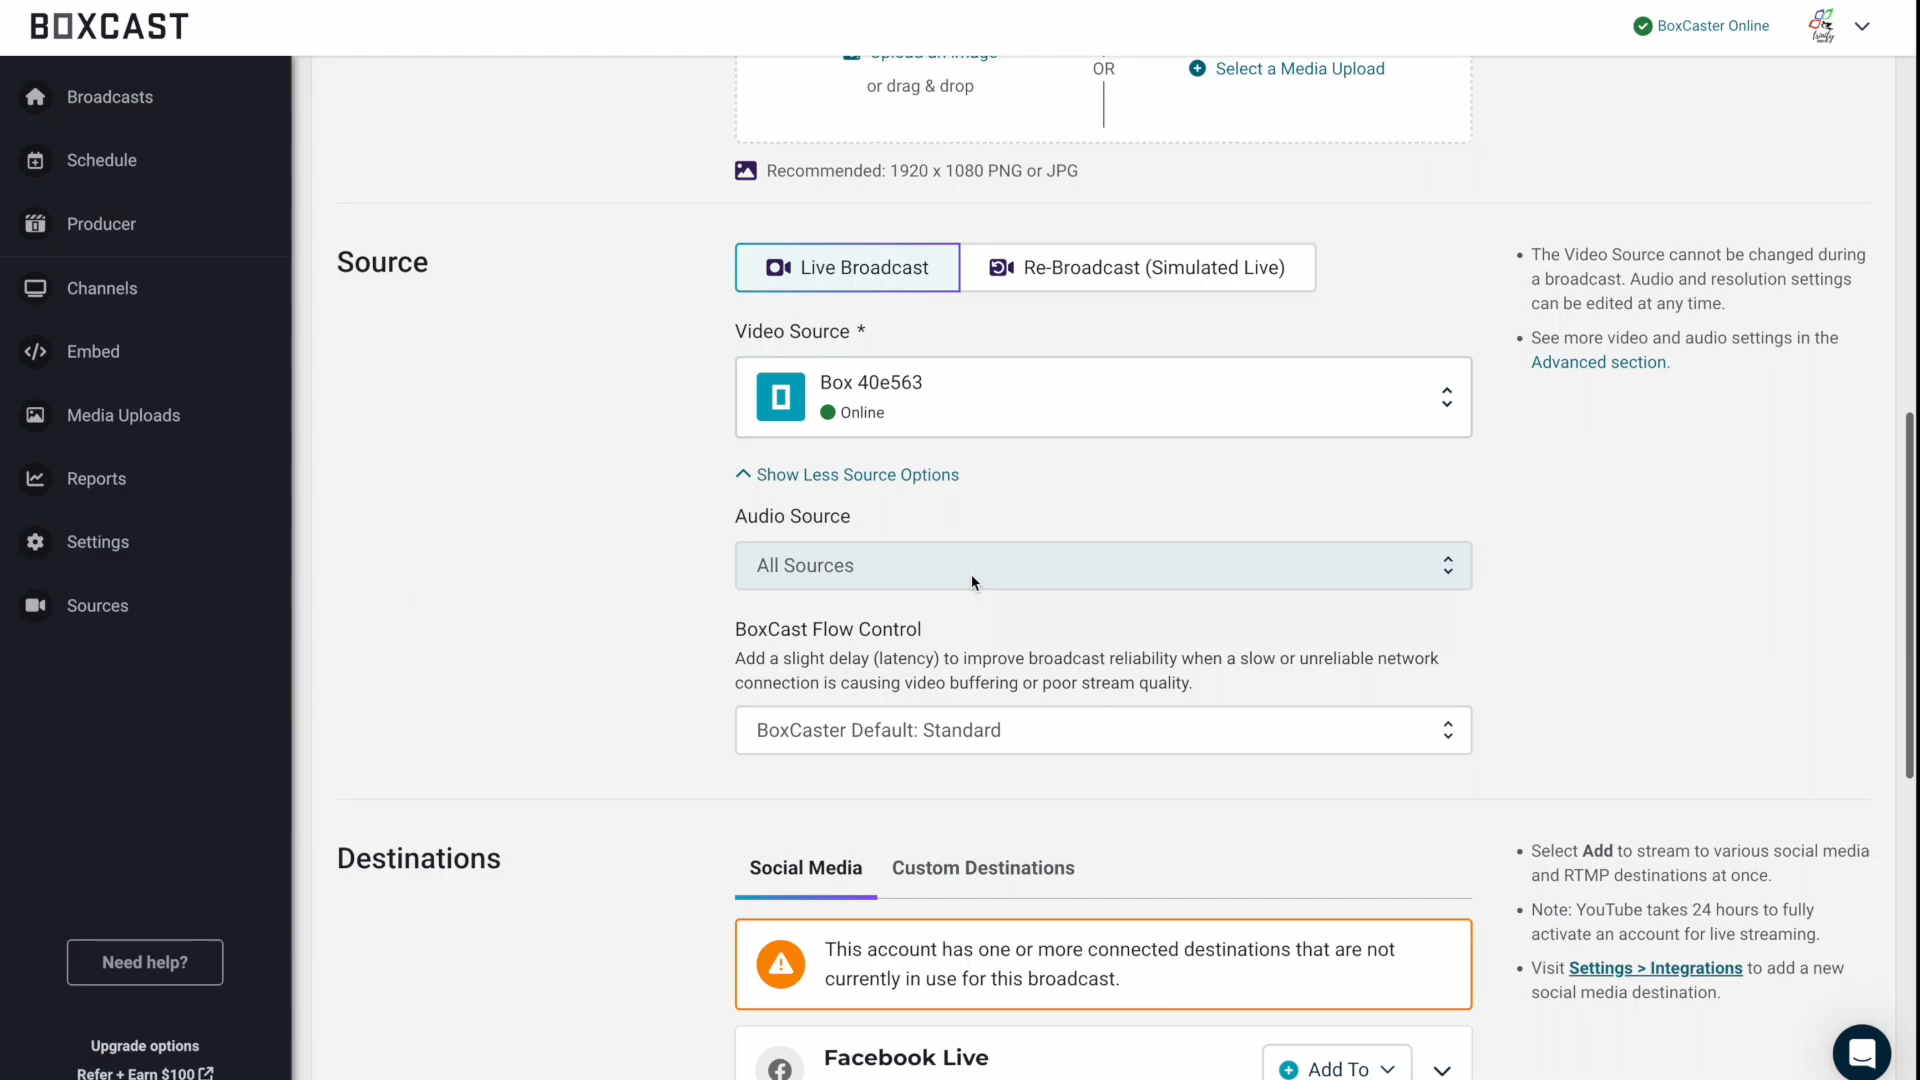 BOXCAST
BoxCaster Online
trinity
Broadcasts
Schedule
Producer
Channels
Embed
Media Uploads
Reports
Settings
Sources
Need help?
Upgrade options
Refer + Earn $100
Upload an image
or drag & drop
OR
Select a Media Upload
Recommended: 1920 x 1080 PNG or JPG
Source
Live Broadcast
Re-Broadcast (Simulated Live)
Video Source *
Box 40e563
Online
Show Less Source Options
Audio Source
All Sources
BoxCast Flow Control
Add a slight delay (latency) to improve broadcast reliability when a slow or unreliable network
connection is causing video buffering or poor stream quality.
BoxCaster Default: Standard
• The Video Source cannot be changed during
a broadcast. Audio and resolution settings
can be edited at any time.
• See more video and audio settings in the
Advanced section.
Destinations
Social Media
Custom Destinations
This account has one or more connected destinations that are not
currently in use for this broadcast.
Facebook Live
Add To
• Select Add to stream to various social media
and RTMP destinations at once.
• Note: YouTube takes 24 hours to fully
activate an account for live streaming.
• Visit Settings > Integrations to add a new
social media destination.